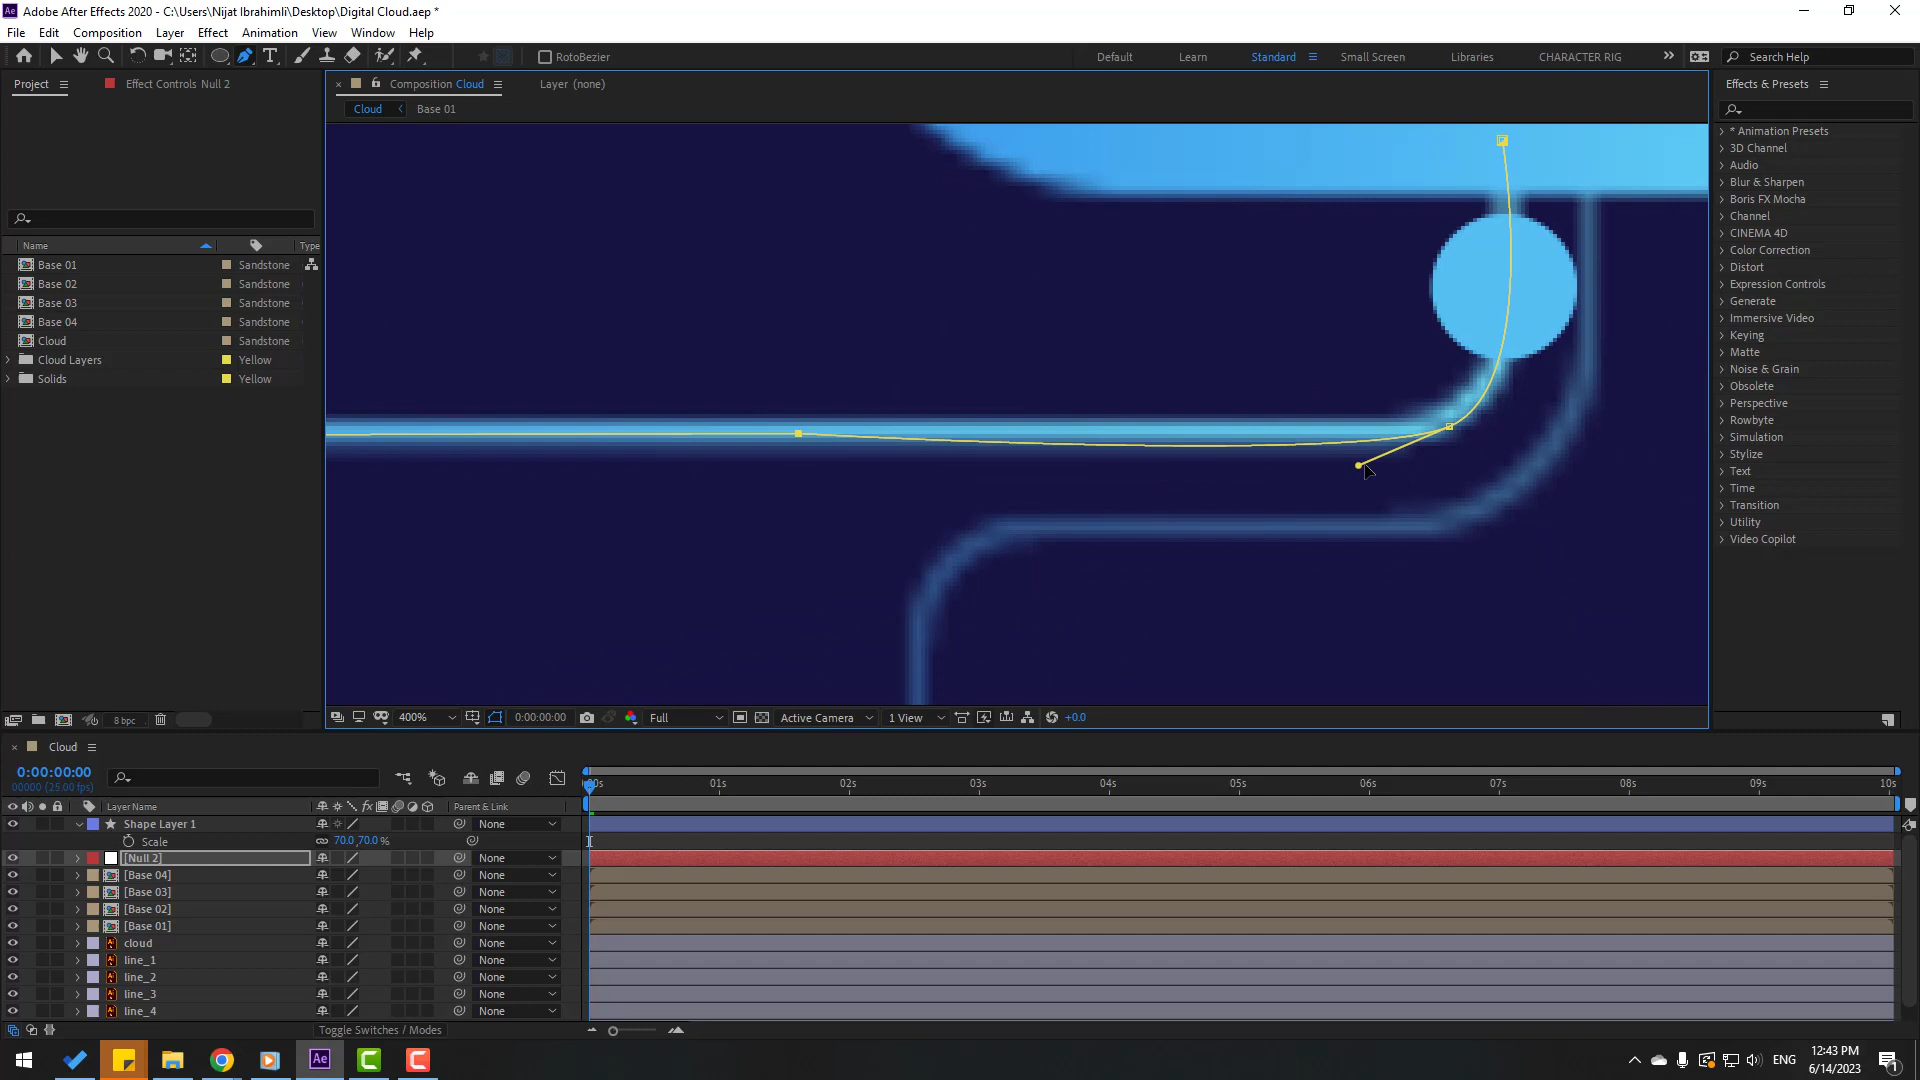 Adobe After Effects 2020 - C:\Users\Nijat Ibrahimli\Desktop\Digital Cloud.aep *
File Edit Composition Layer Effect Animation View Window Help
RotoBezier Default Learn Standard Small Screen Libraries CHARACTER RIG Search Help
Project Effect Controls Null 2 Composition Cloud Layer (none) Effects & Presets
Cloud Base 01
* Animation Presets
3D Channel
Audio
Blur & Sharpen
Boris FX Mocha
Channel
CINEMA 4D
Color Correction
Distort
Expression Controls
Generate
Immersive Video
Keying
Matte
Noise & Grain
Obsolete
Perspective
Rowbyte
Simulation
Stylize
Text
Time
Transition
Utility
Video Copilot
Name Type
Base 01 Sandstone
Base 02 Sandstone
Base 03 Sandstone
Base 04 Sandstone
Cloud Sandstone
Cloud Layers Yellow
Solids Yellow
8 bpc 400% 0:00:00:00 Full Active Camera 1 View +0.0
Cloud
0:00:00:00
00000 (25.00 fps)
01s 02s 03s 04s 05s 06s 07s 08s 09s 10s
Layer Name Parent & Link
Shape Layer 1 None
Scale 70.0,70.0 %
[Null 2] None
[Base 04] None
[Base 03] None
[Base 02] None
[Base 01] None
cloud None
line_1 None
line_2 None
line_3 None
line_4 None
Toggle Switches / Modes
ENG 12:43 PM
6/14/2023